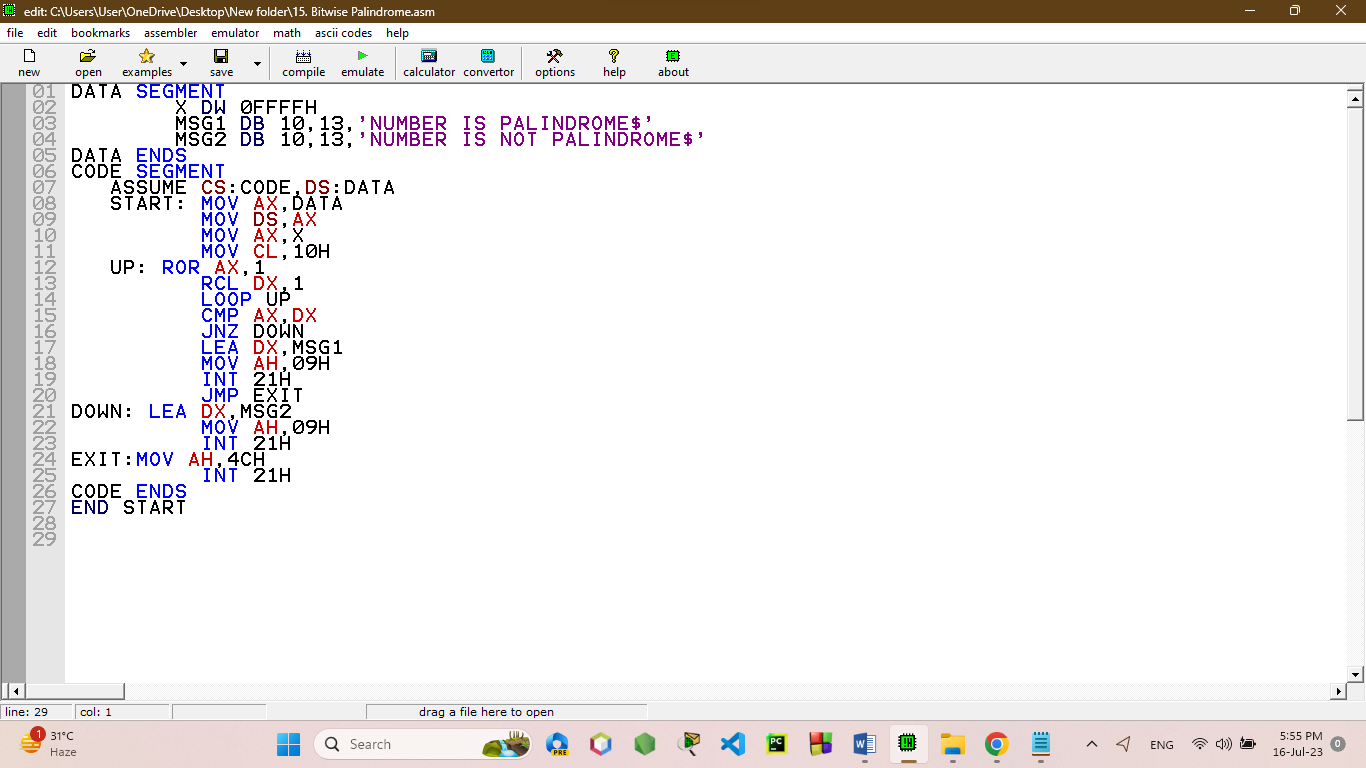 edit: C:\Users\User\OneDrive\Desktop\New folder\15. Bitwise Palindrome.asm
file edit bookmarks assembler emulator math ascii codes help
new open examples save compile emulate calculator convertor options help about
01 DATA SEGMENT
02 X DW 0FFFFH
03 MSG1 DB 10,13,’NUMBER IS PALINDROME$’
04 MSG2 DB 10,13,’NUMBER IS NOT PALINDROME$’
05 DATA ENDS
06 CODE SEGMENT
07 ASSUME CS:CODE,DS:DATA
08 START: MOV AX,DATA
09 MOV DS,AX
10 MOV AX,X
11 MOV CL,10H
12 UP: ROR AX,1
13 RCL DX,1
14 LOOP UP
15 CMP AX,DX
16 JNZ DOWN
17 LEA DX,MSG1
18 MOV AH,09H
19 INT 21H
20 JMP EXIT
21 DOWN: LEA DX,MSG2
22 MOV AH,09H
23 INT 21H
24 EXIT:MOV AH,4CH
25 INT 21H
26 CODE ENDS
27 END START
28
29
line: 29 col: 1 drag a file here to open
1 31°C
Haze
Search
PRE
PC
W
ENG
5:55 PM
16-Jul-23
0